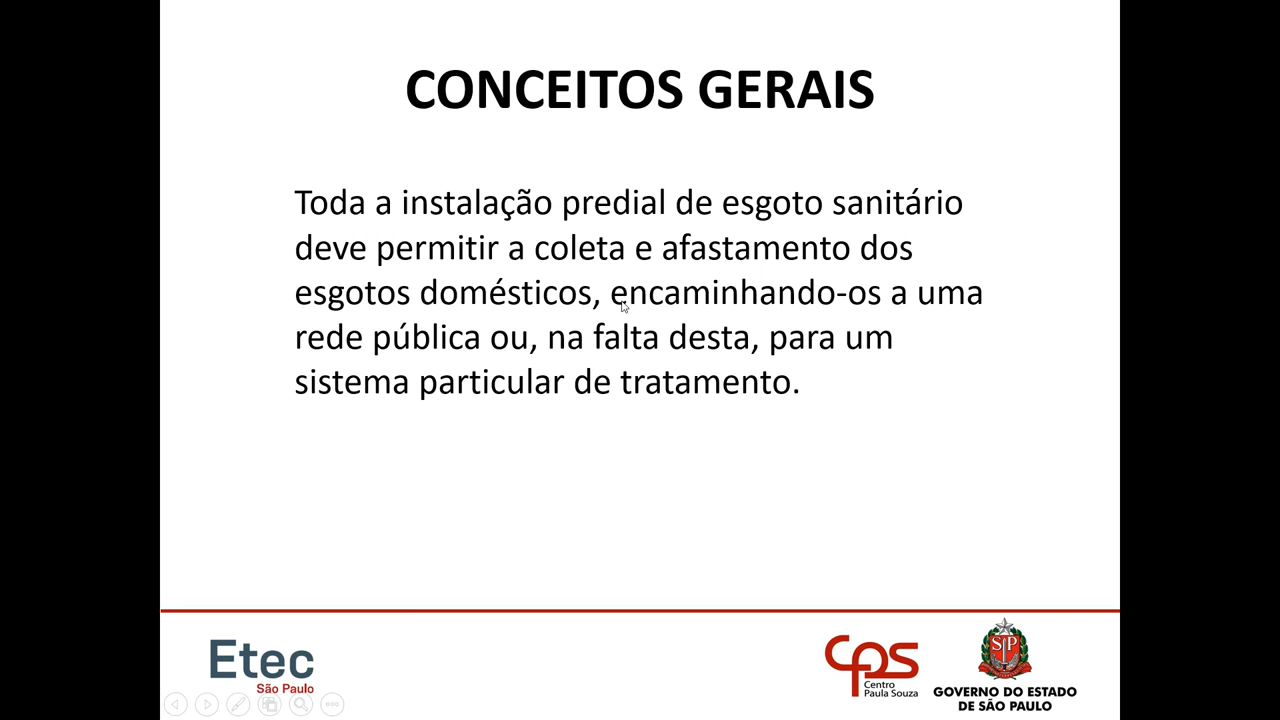 CONCEITOS GERAIS
Toda a instalação predial de esgoto sanitário
deve permitir a coleta e afastamento dos
esgotos domésticos, encaminhando-os a uma
rede pública ou, na falta desta, para um
sistema particular de tratamento.
Etec
São Paulo
cps
Centro
Paula Souza
SP
GOVERNO DO ESTADO
DE SÃO PAULO